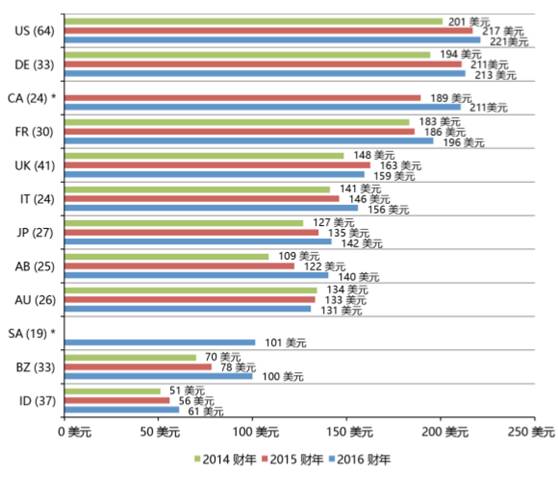 201 美元
US (64)
217 美元
221美元
194 美元
DE (33)
211美元
213 美元
CA (24) *
189 美元
211美元
183 美元
FR (30)
186 美元
196 美元
148 美元
UK (41)
163 美元
159 美元
141 美元
IT (24)
146 美元
156 美元
127 美元
JP (27)
135 美元
142 美元
109 美元
AB (25)
122 美元
140 美元
134 美元
AU (26)
133 美元
131 美元
SA (19) *
101 美元
70 美元
BZ (33)
78 美元
100 美元
51 美元
ID (37)
56 美元
61 美元
0 美元 50 美元 100 美元 150 美元 200 美元 250 美元
2014 财年 2015 财年 2016 财年